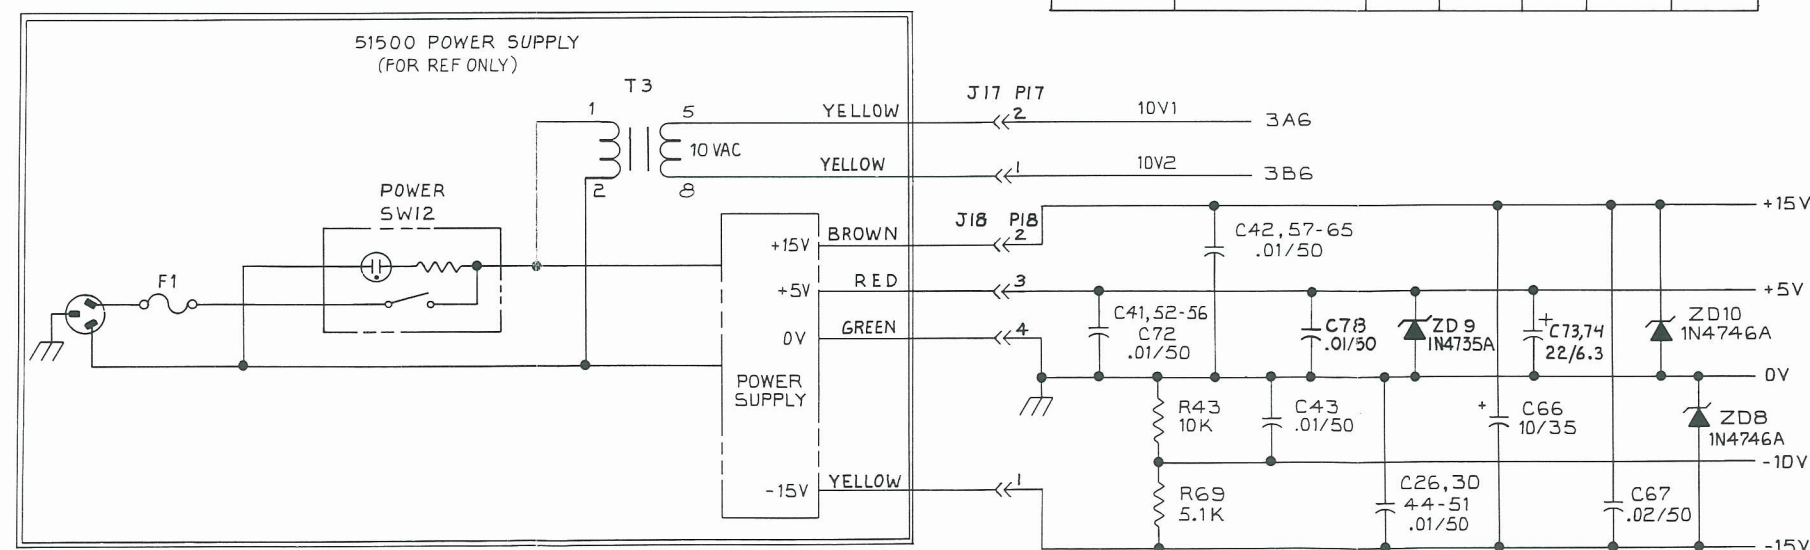 51500 POWER SUPPLY
(FOR REF ONLY)
T3
1
5
YELLOW
J17 P17
2
10V1
3A6
10 VAC
2
8
YELLOW
1
10V2
3B6
POWER
SW12
F1
J18 P18
+15V
BROWN
2
+5V
RED
3
0V
GREEN
4
POWER
SUPPLY
-15V
YELLOW
1
C42,57-65
.01/50
+15V
+5V
C41,52-56
C72
.01/50
C78
.01/50
ZD9
1N4735A
+
C73,74
22/6.3
ZD10
1N4746A
0V
R43
10K
C43
.01/50
+
C66
10/35
ZD8
1N4746A
-10V
R69
5.1K
C26,30
44-51
.01/50
C67
.02/50
-15V